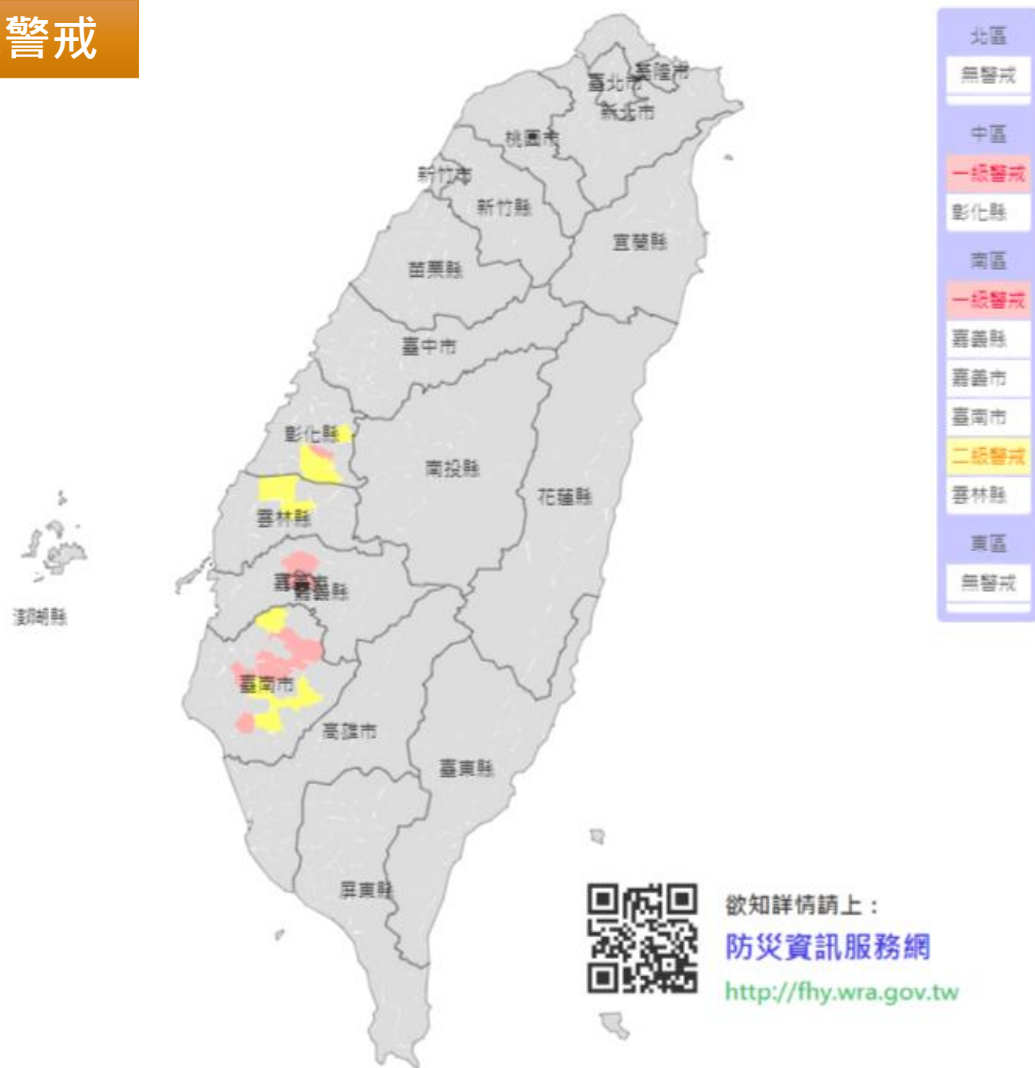 警戒
基隆市
臺北市
新北市
桃園市
新竹市
新竹縣
宜蘭縣
苗栗縣
臺中市
彰化縣
南投縣
花蓮縣
雲林縣
嘉義市
嘉義縣
澎湖縣
臺南市
高雄市
臺東縣
屏東縣
北區
無警戒
中區
一級警戒
彰化縣
南區
一級警戒
嘉義縣
嘉義市
臺南市
二級警戒
雲林縣
東區
無警戒
欲知詳情請上：
防災資訊服務網
http://fhy.wra.gov.tw